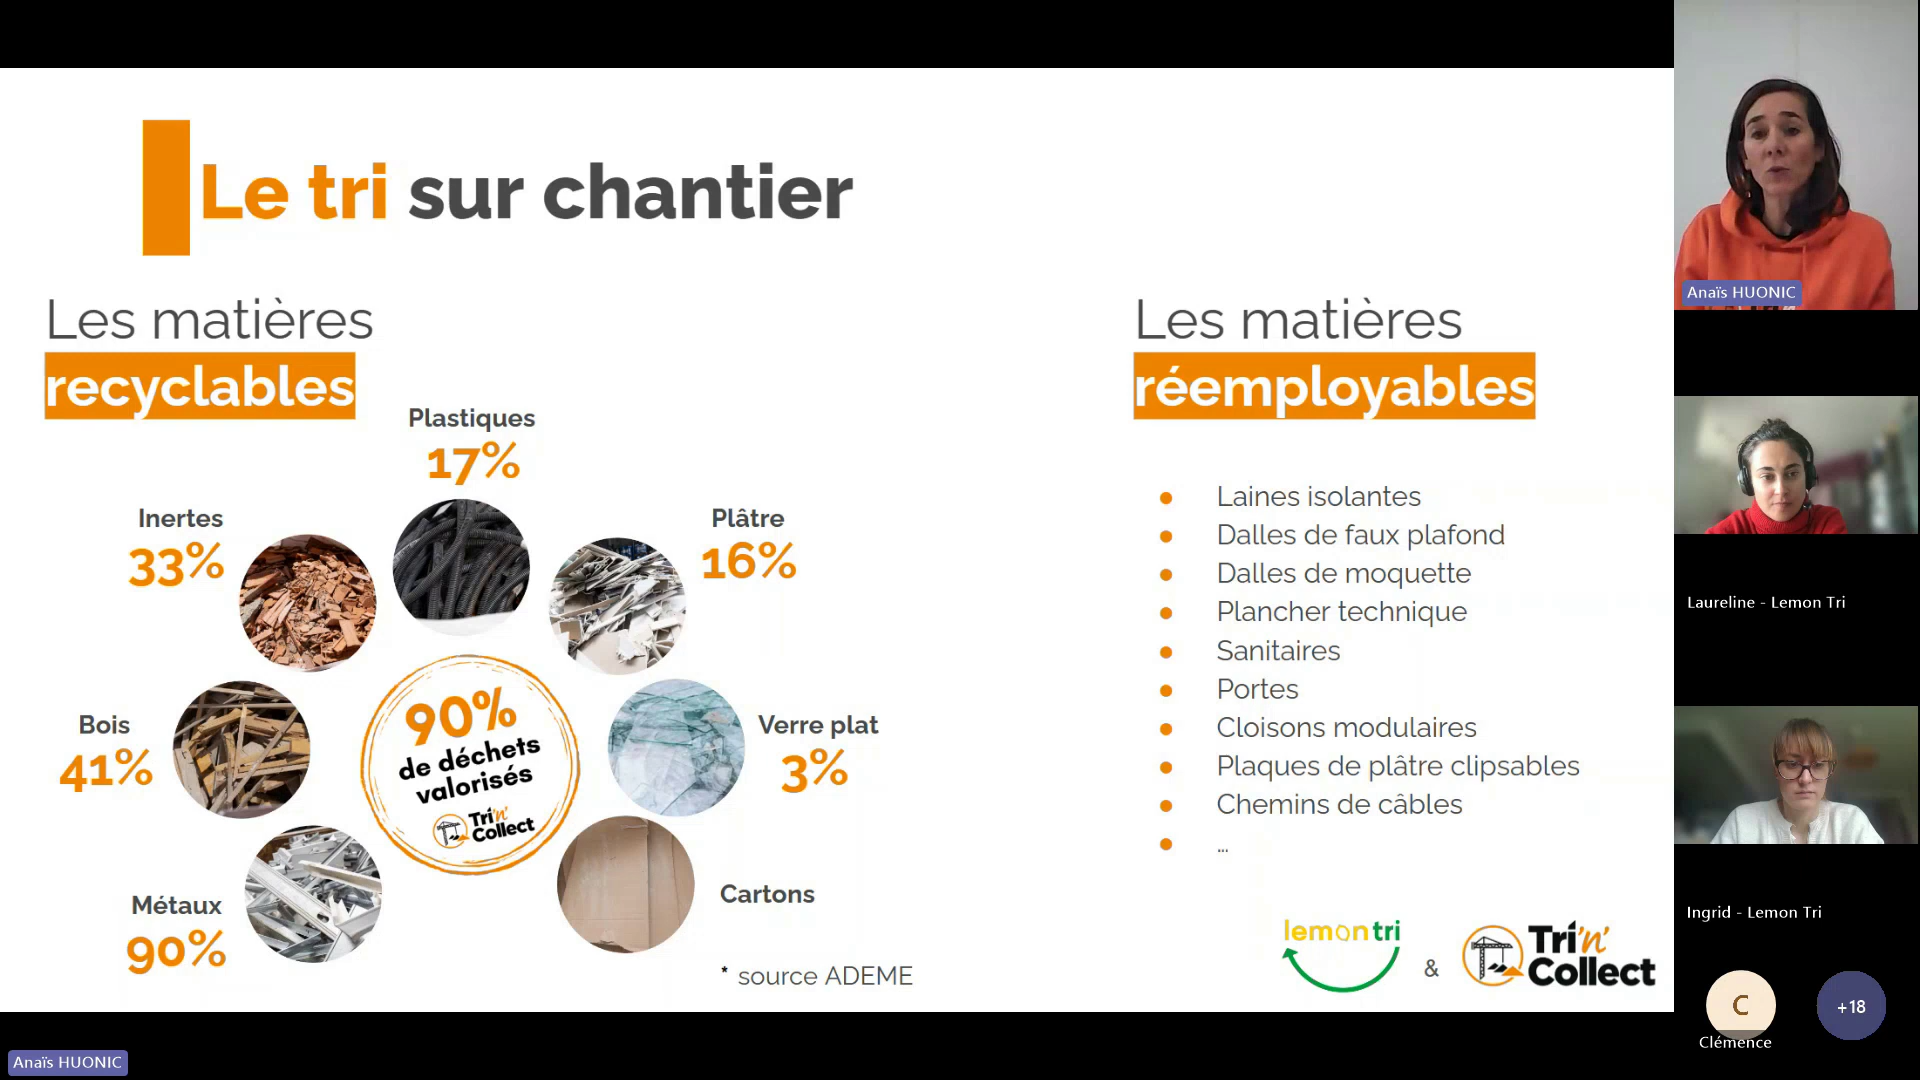 Le tri sur chantier
Les matières
recyclables
Plastiques
17%
Inertes
33%
Plâtre
16%
Bois
41%
90%
de déchets
valorisés
Tri'n'
Collect
Verre plat
3%
Métaux
90%
Cartons
* source ADEME
Les matières
réemployables
Laines isolantes
Dalles de faux plafond
Dalles de moquette
Plancher technique
Sanitaires
Portes
Cloisons modulaires
Plaques de plâtre clipsables
Chemins de câbles
...
lemon tri
&
Tri'n'
Collect
Anaïs HUONIC
Laureline - Lemon Tri
Ingrid - Lemon Tri
C
Clémence
+18
Anaïs HUONIC